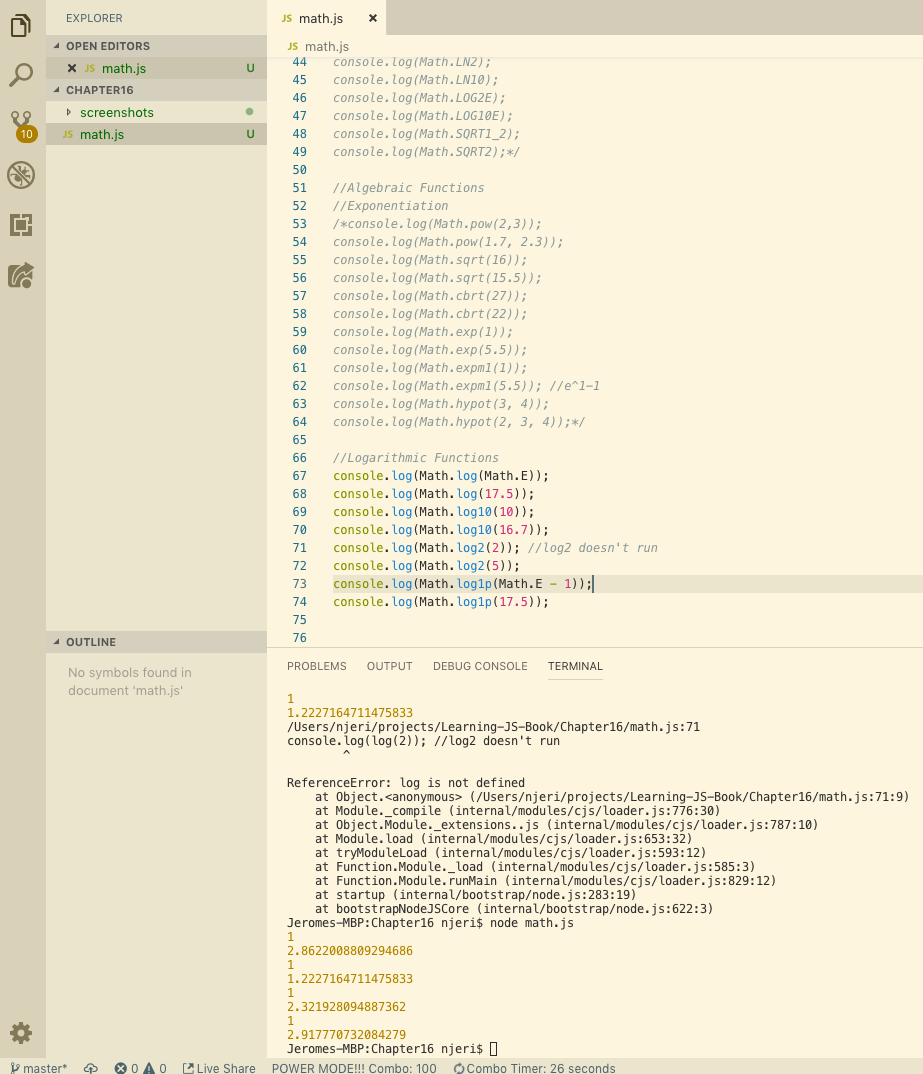 EXPLORER
OPEN EDITORS
JS math.js U
CHAPTER16
screenshots
JS math.js U
10
OUTLINE
No symbols found in
document 'math.js'
JS math.js
JS math.js
44 console.log(Math.LN2);
45 console.log(Math.LN10);
46 console.log(Math.LOG2E);
47 console.log(Math.LOG10E);
48 console.log(Math.SQRT1_2);
49 console.log(Math.SQRT2);*/
50
51 //Algebraic Functions
52 //Exponentiation
53 /*console.log(Math.pow(2,3));
54 console.log(Math.pow(1.7, 2.3));
55 console.log(Math.sqrt(16));
56 console.log(Math.sqrt(15.5));
57 console.log(Math.cbrt(27));
58 console.log(Math.cbrt(22));
59 console.log(Math.exp(1));
60 console.log(Math.exp(5.5));
61 console.log(Math.expm1(1));
62 console.log(Math.expm1(5.5)); //e^1-1
63 console.log(Math.hypot(3, 4));
64 console.log(Math.hypot(2, 3, 4));*/
65
66 //Logarithmic Functions
67 console.log(Math.log(Math.E));
68 console.log(Math.log(17.5));
69 console.log(Math.log10(10));
70 console.log(Math.log10(16.7));
71 console.log(Math.log2(2)); //log2 doesn't run
72 console.log(Math.log2(5));
73 console.log(Math.log1p(Math.E - 1));
74 console.log(Math.log1p(17.5));
75
76
PROBLEMS OUTPUT DEBUG CONSOLE TERMINAL
1
1.2227164711475833
/Users/njeri/projects/Learning-JS-Book/Chapter16/math.js:71
console.log(log(2)); //log2 doesn't run
^
ReferenceError: log is not defined
at Object.<anonymous> (/Users/njeri/projects/Learning-JS-Book/Chapter16/math.js:71:9)
at Module._compile (internal/modules/cjs/loader.js:776:30)
at Object.Module._extensions..js (internal/modules/cjs/loader.js:787:10)
at Module.load (internal/modules/cjs/loader.js:653:32)
at tryModuleLoad (internal/modules/cjs/loader.js:593:12)
at Function.Module._load (internal/modules/cjs/loader.js:585:3)
at Function.Module.runMain (internal/modules/cjs/loader.js:829:12)
at startup (internal/bootstrap/node.js:283:19)
at bootstrapNodeJSCore (internal/bootstrap/node.js:622:3)
Jeromes-MBP:Chapter16 njeri$ node math.js
1
2.8622008809294686
1
1.2227164711475833
1
2.321928094887362
1
2.917770732084279
Jeromes-MBP:Chapter16 njeri$
master* 0 0 Live Share POWER MODE!!! Combo: 100 Combo Timer: 26 seconds